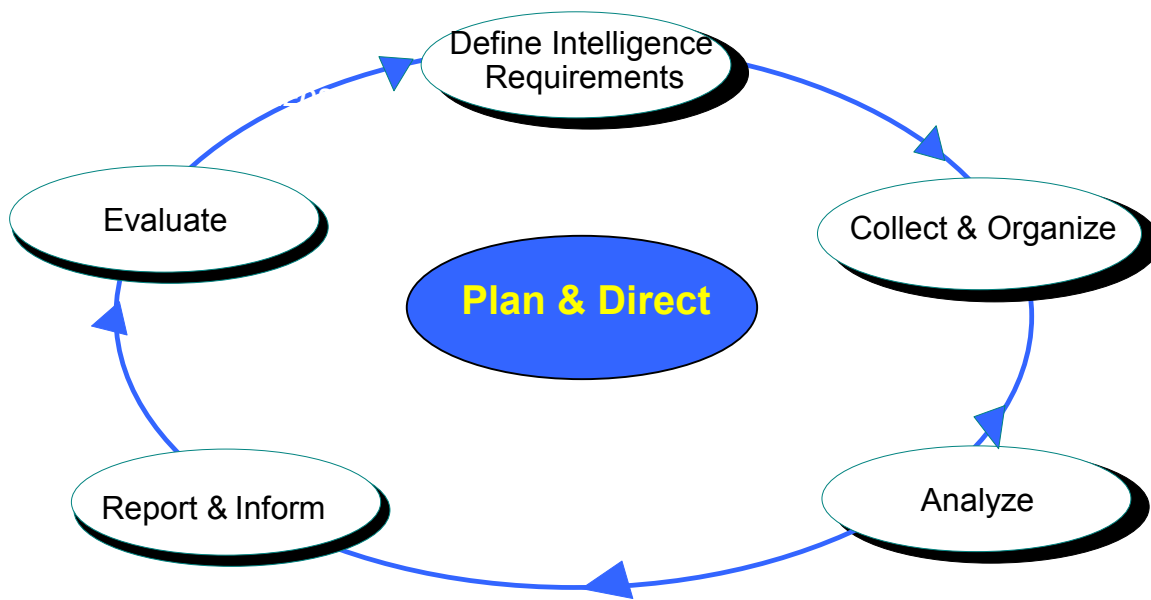 Define Intelligence
Requirements
Collect & Organize
Analyze
Report & Inform
Evaluate
Plan & Direct